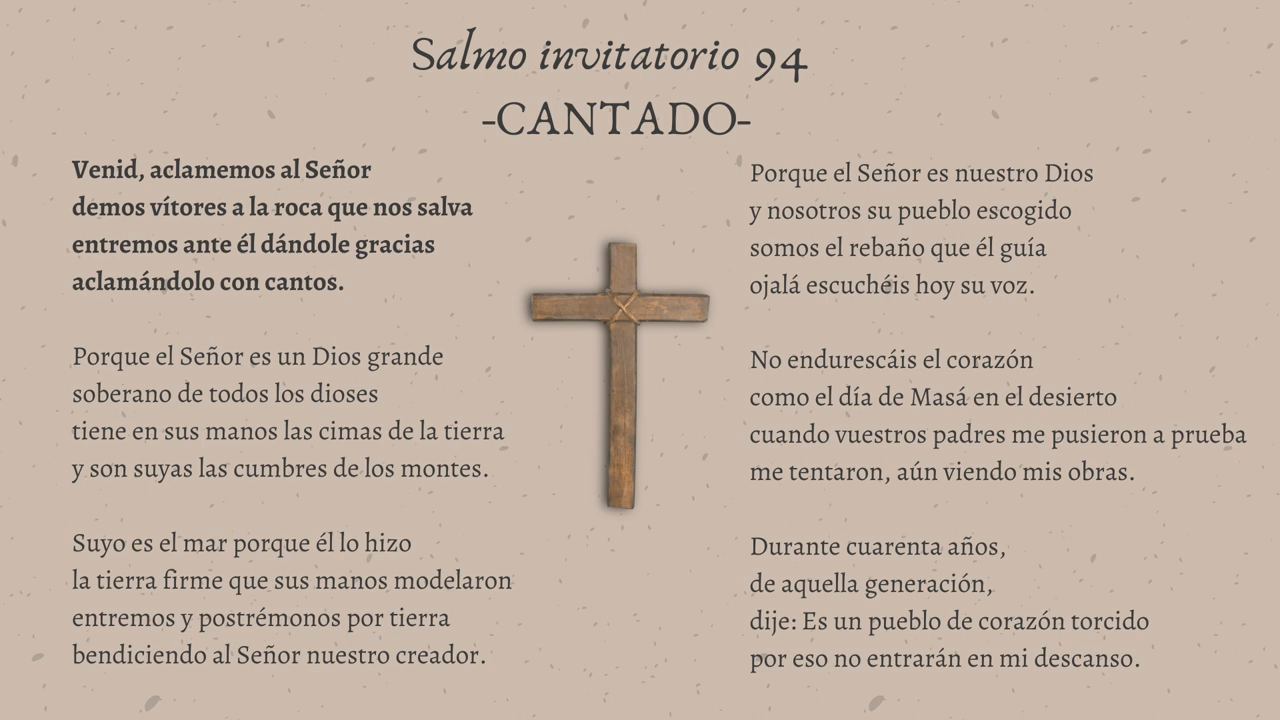 Salmo invitatorio 94
-CANTADO-
Venid, aclamemos al Señor
demos vítores a la roca que nos salva
entremos ante él dándole gracias
aclamándolo con cantos.
Porque el Señor es un Dios grande
soberano de todos los dioses
tiene en sus manos las cimas de la tierra
y son suyas las cumbres de los montes.
Suyo es el mar porque él lo hizo
la tierra firme que sus manos modelaron
entremos y postrémonos por tierra
bendiciendo al Señor nuestro creador.
Porque el Señor es nuestro Dios
y nosotros su pueblo escogido
somos el rebaño que él guía
ojalá escuchéis hoy su voz.
No endurescáis el corazón
como el día de Masá en el desierto
cuando vuestros padres me pusieron a prueba
me tentaron, aún viendo mis obras.
Durante cuarenta años,
de aquella generación,
dije: Es un pueblo de corazón torcido
por eso no entrarán en mi descanso.